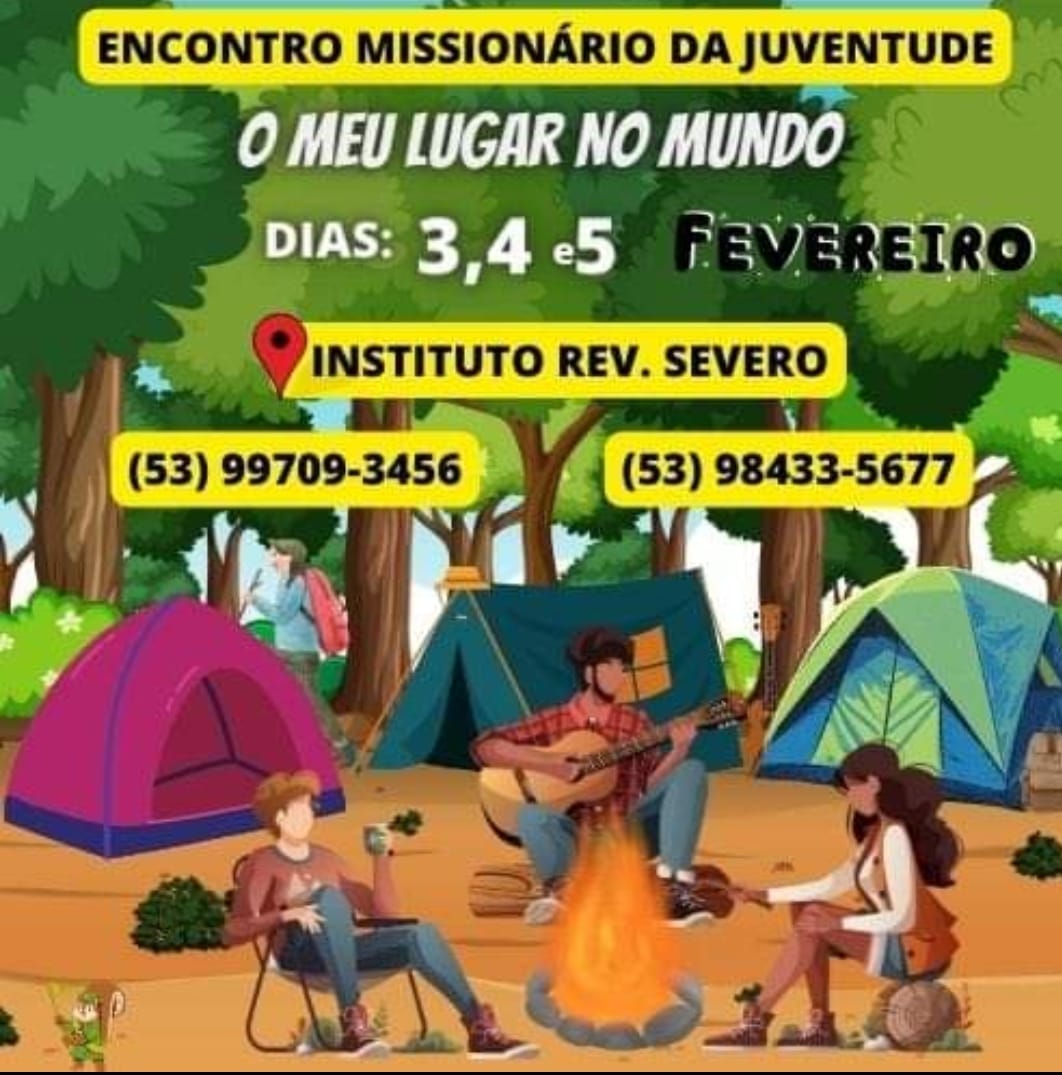 ENCONTRO MISSIONÁRIO DA JUVENTUDE
O MEU LUGAR NO MUNDO
DIAS: 3,4 e5 FEVEREIRO
INSTITUTO REV. SEVERO
(53) 99709-3456 (53) 98433-5677